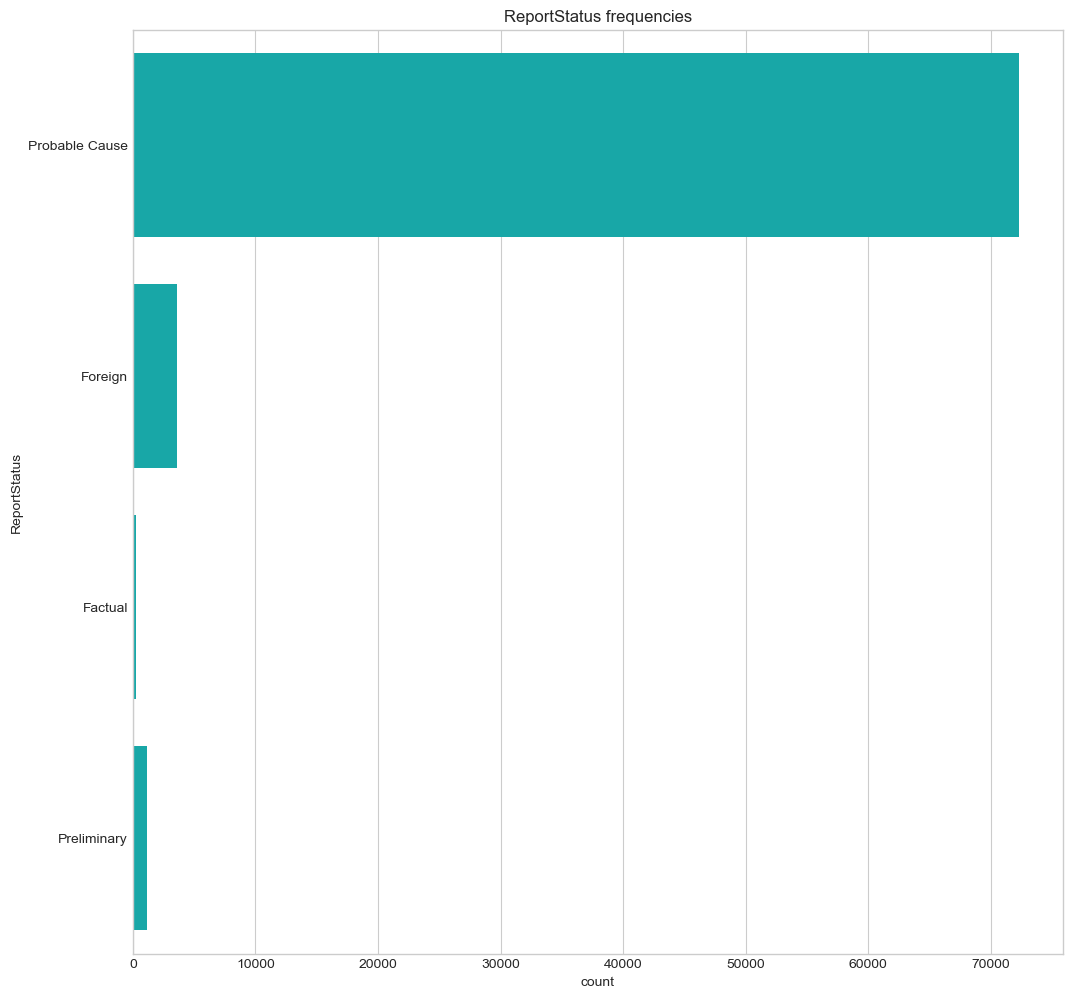 ReportStatus frequencies
Probable Cause
Foreign
Factual
Preliminary
ReportStatus
0 10000 20000 30000 40000 50000 60000 70000
count